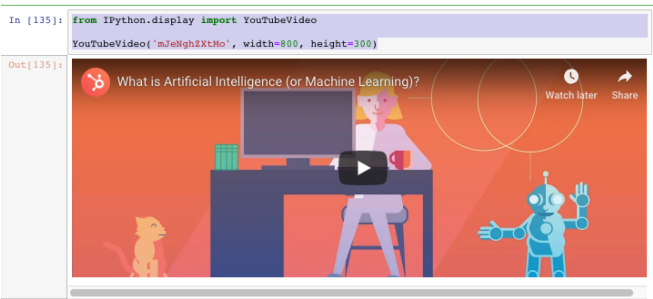 In [135]: from IPython.display import YouTubeVideo
YouTubeVideo('mJeNghZXtMo', width=800, height=300)
Out[135]:
What is Artificial Intelligence (or Machine Learning)?
Watch later Share